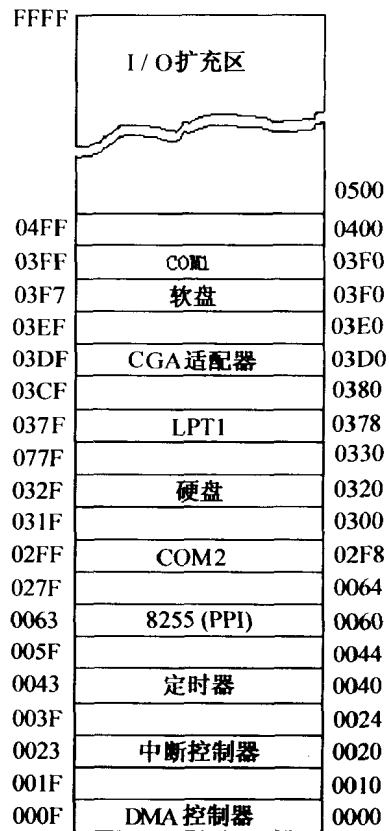 FFFF
I/O扩充区
0500
04FF 0400
03FF COM1 03F0
03F7 软盘 03F0
03EF 03E0
03DF CGA适配器 03D0
03CF 0380
037F LPT1 0378
077F 0330
032F 硬盘 0320
031F 0300
02FF COM2 02F8
027F 0064
0063 8255 (PPI) 0060
005F 0044
0043 定时器 0040
003F 0024
0023 中断控制器 0020
001F 0010
000F DMA控制器 0000